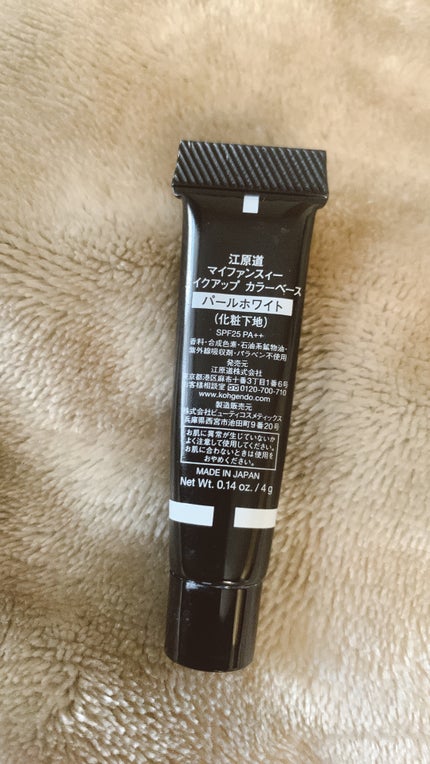 江原道
マイファンスィー
イクアップ カラーベース
パールホワイト
(化粧下地)
SPF25 PA++
香料・合成色素・石油系鉱物油・
紫外線吸収剤・パラベン不使用
発売元
江原道株式会社
東京都港区麻布十番3丁目1番6号
お客様相談室 0120-700-710
www.kohgendo.com
製造販売元
株式会社ビューティコスメティックス
兵庫県西宮市池田町9番20号
お肌に異常が生じていないか
よく注意して使用してください。
お肌に合わないときは使用を
おやめください。
MADE IN JAPAN
Net Wt. 0.14 oz. / 4 g